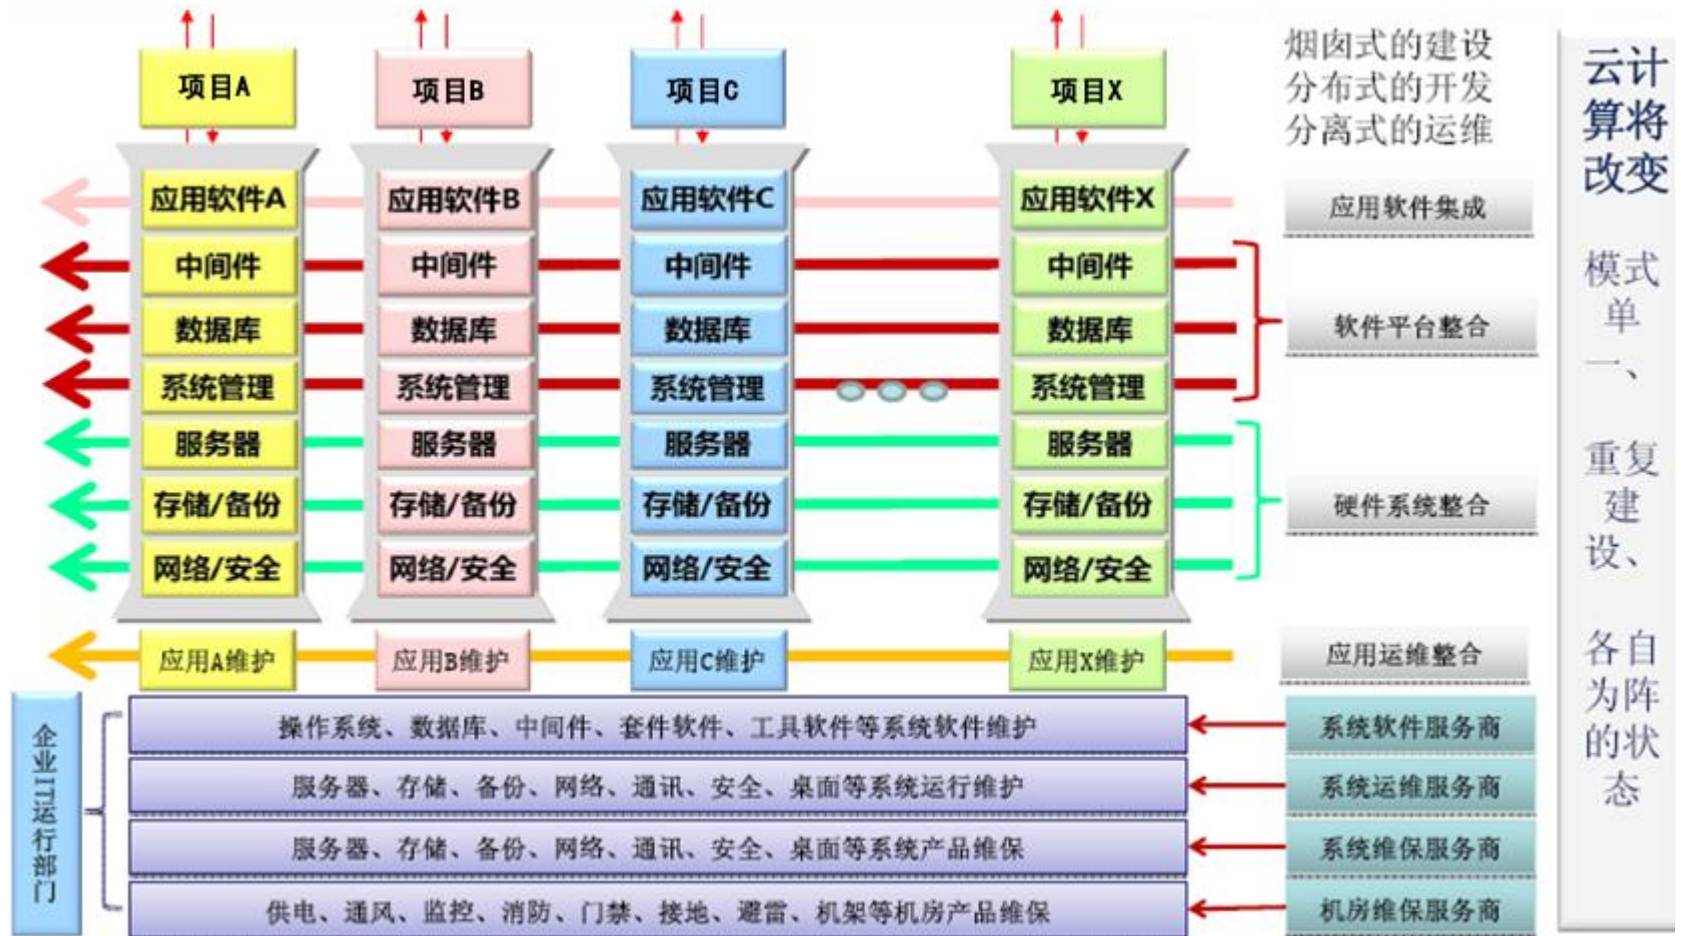 项目A
项目B
项目C
项目X
烟囱式的建设
分布式的开发
分离式的运维
应用软件A
应用软件B
应用软件C
应用软件X
应用软件集成
中间件
中间件
中间件
中间件
数据库
数据库
数据库
数据库
软件平台整合
系统管理
系统管理
系统管理
系统管理
服务器
服务器
服务器
服务器
存储/备份
存储/备份
存储/备份
存储/备份
硬件系统整合
网络/安全
网络/安全
网络/安全
网络/安全
应用A维护
应用B维护
应用C维护
应用X维护
应用运维整合
企业IT运行部门
操作系统、数据库、中间件、套件软件、工具软件等系统软件维护
系统软件服务商
服务器、存储、备份、网络、通讯、安全、桌面等系统运行维护
系统运维服务商
服务器、存储、备份、网络、通讯、安全、桌面等系统产品维保
系统维保服务商
供电、通风、监控、消防、门禁、接地、避雷、机架等机房产品维保
机房维保服务商
云计
算将
改变
模式
单
一、
重复
建
设、
各自
为阵
的状
态